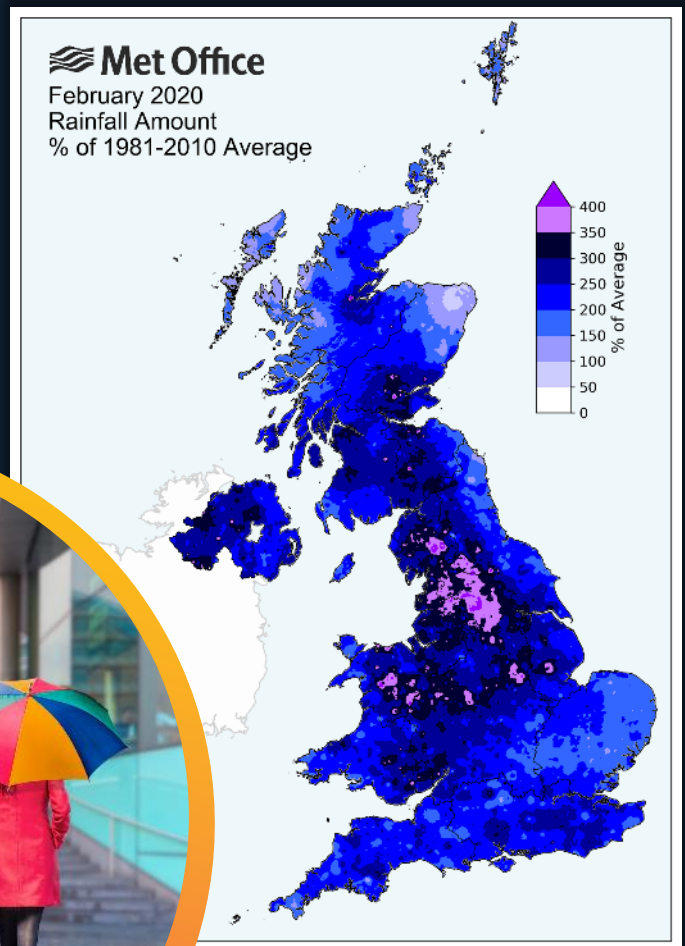 Met Office
February 2020
Rainfall Amount
% of 1981-2010 Average
400
350
300
250
200
150
100
50
0
% of Average